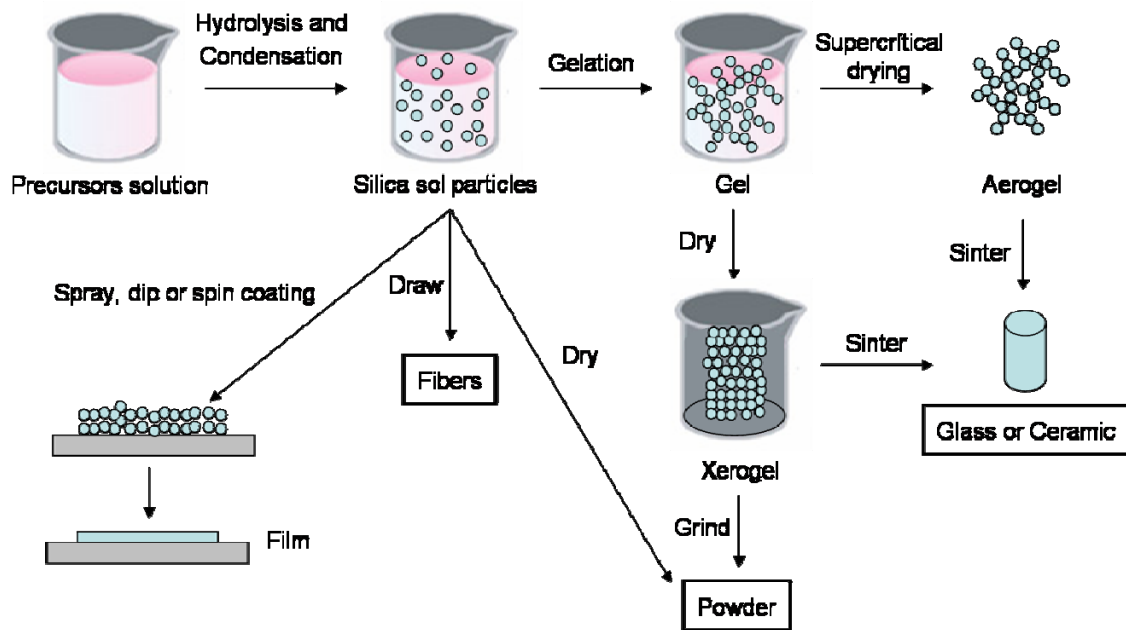 Hydrolysis and
Condensation
Gelation
Supercritical
drying
Precursors solution
Silica sol particles
Gel
Aerogel
Dry
Sinter
Spray, dip or spin coating
Draw
Dry
Sinter
Fibers
Glass or Ceramic
Xerogel
Grind
Film
Powder